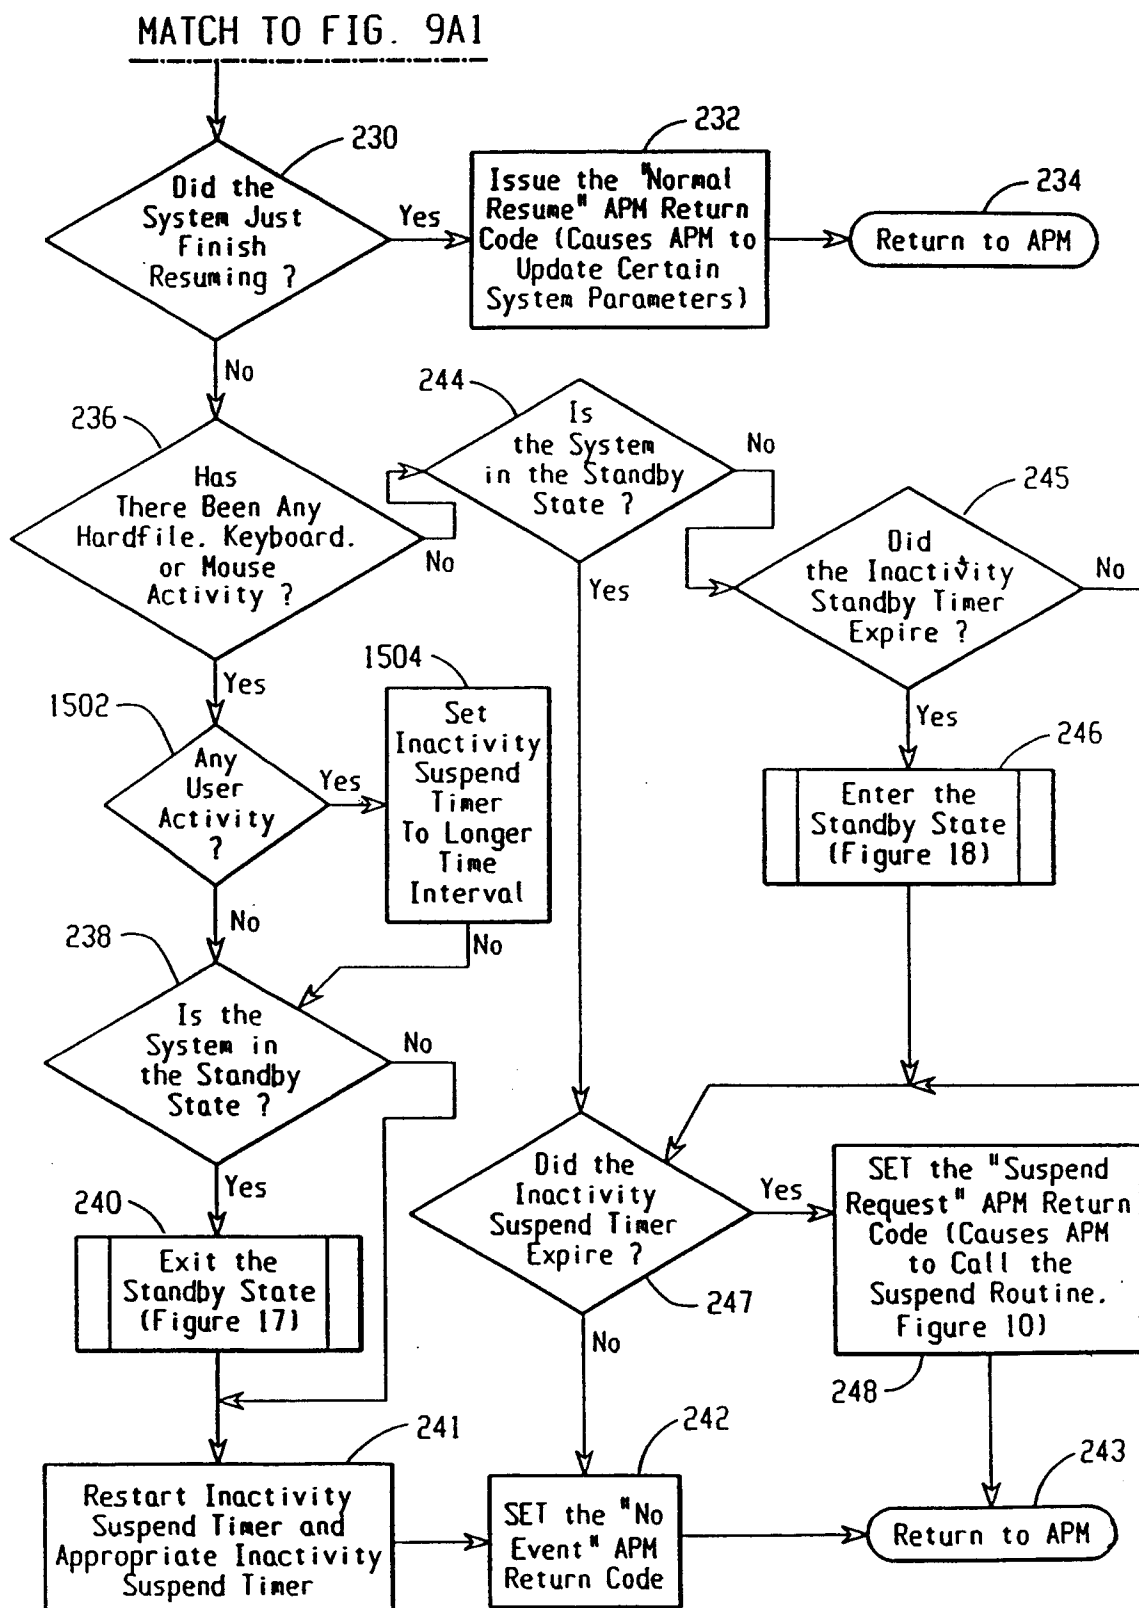 MATCH TO FIG. 9A1
230
Did the
System Just
Finish
Resuming ?
Yes
No
232
Issue the "Normal
Resume" APM Return
Code (Causes APM to
Update Certain
System Parameters)
234
Return to APM
236
Has
There Been Any
Hardfile. Keyboard.
or Mouse
Activity ?
No
Yes
244
Is
the System
in the Standby
State ?
No
Yes
245
Did
the Inactivity
Standby Timer
Expire ?
No
Yes
246
Enter the
Standby State
(Figure 18)
1502
Any
User
Activity
?
Yes
No
1504
Set
Inactivity
Suspend
Timer
To Longer
Time
Interval
No
238
Is the
System in
the Standby
State ?
No
Yes
240
Exit the
Standby State
(Figure 17)
Did the
Inactivity
Suspend Timer
Expire ?
247
Yes
No
SET the "Suspend
Request" APM Return
Code (Causes APM
to Call the
Suspend Routine.
Figure 10)
248
241
Restart Inactivity
Suspend Timer and
Appropriate Inactivity
Suspend Timer
242
SET the "No
Event" APM
Return Code
243
Return to APM